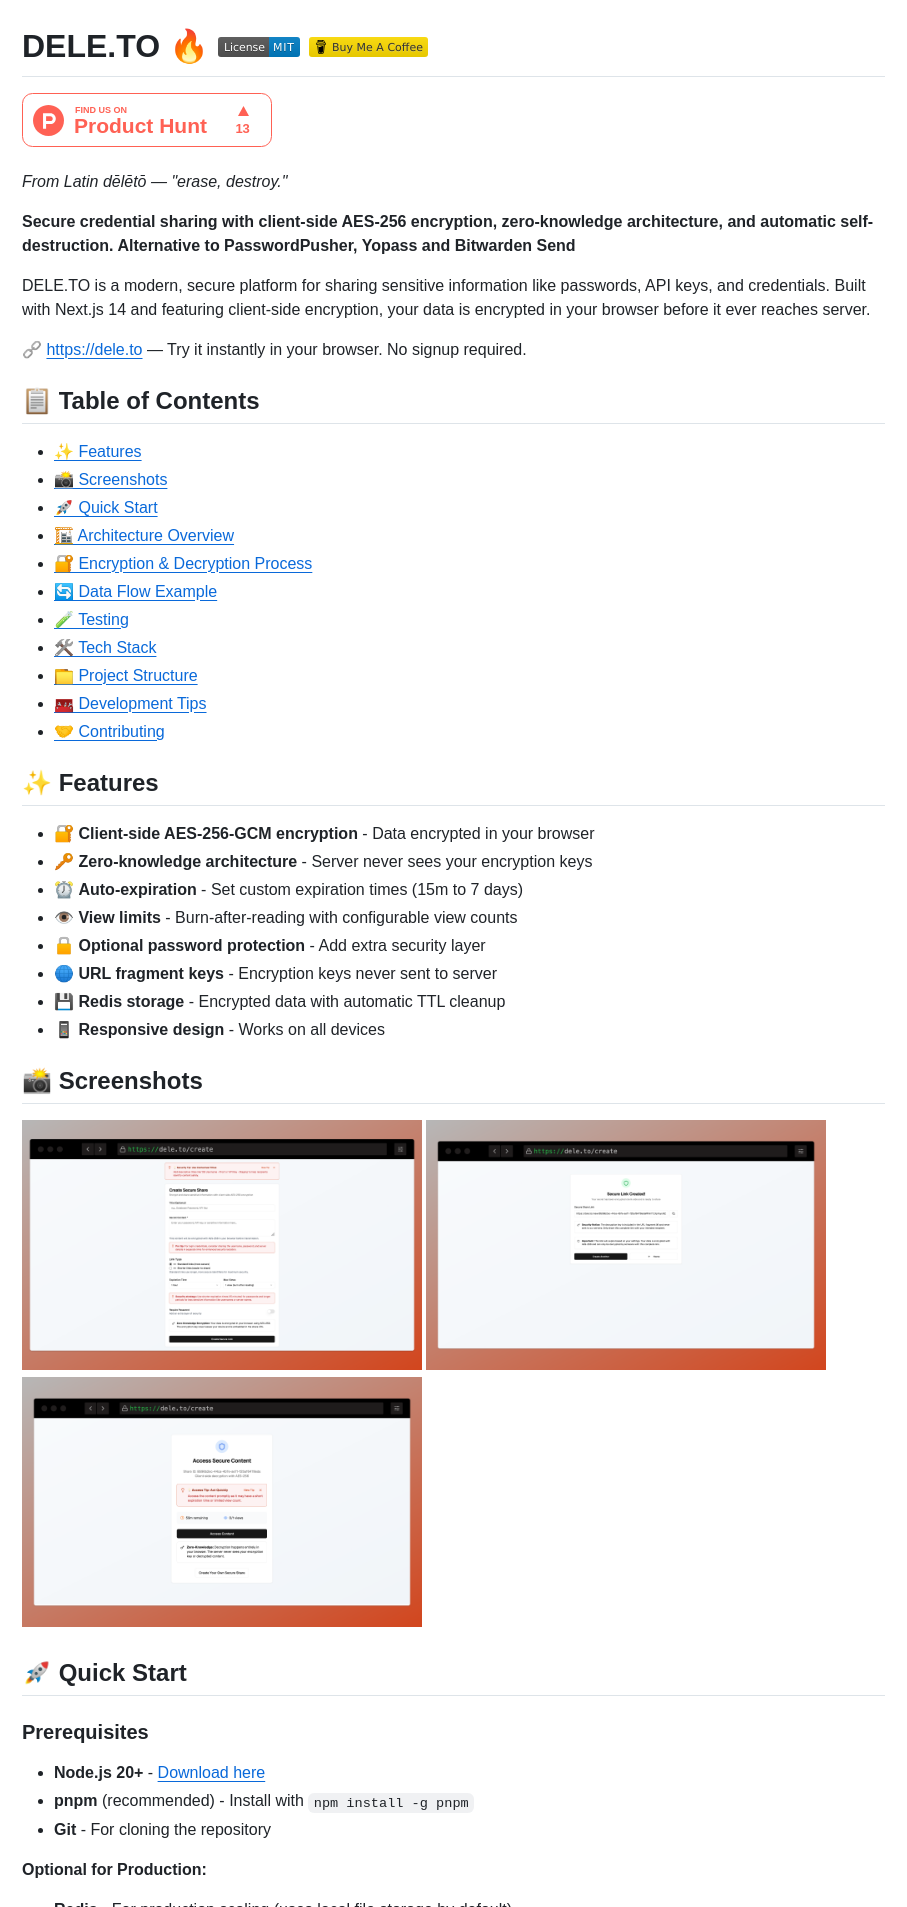 DELE.TO 🔥 License MIT Buy Me A Coffee
FIND US ON
Product Hunt
▲
13
From Latin dēlētō — "erase, destroy."
Secure credential sharing with client-side AES-256 encryption, zero-knowledge architecture, and automatic self-
destruction. Alternative to PasswordPusher, Yopass and Bitwarden Send
DELE.TO is a modern, secure platform for sharing sensitive information like passwords, API keys, and credentials. Built
with Next.js 14 and featuring client-side encryption, your data is encrypted in your browser before it ever reaches server.
🔗 https://dele.to — Try it instantly in your browser. No signup required.
📋 Table of Contents
✨ Features
📸 Screenshots
🚀 Quick Start
🏗️ Architecture Overview
🔐 Encryption & Decryption Process
🔄 Data Flow Example
🧪 Testing
🛠️ Tech Stack
🗂️ Project Structure
🧰 Development Tips
🤝 Contributing
✨ Features
🔐 Client-side AES-256-GCM encryption - Data encrypted in your browser
🔑 Zero-knowledge architecture - Server never sees your encryption keys
⏰ Auto-expiration - Set custom expiration times (15m to 7 days)
👁️ View limits - Burn-after-reading with configurable view counts
🔒 Optional password protection - Add extra security layer
🌐 URL fragment keys - Encryption keys never sent to server
💾 Redis storage - Encrypted data with automatic TTL cleanup
📱 Responsive design - Works on all devices
📸 Screenshots
https://dele.to/create
Create Secure Share
Link Type
https://dele.to/create
Secure Link Created!
https://dele.to/create
Access Secure Content
Access Content
Create Your Own Secure Share
🚀 Quick Start
Prerequisites
Node.js 20+ - Download here
pnpm (recommended) - Install with npm install -g pnpm
Git - For cloning the repository
Optional for Production:
Redis - For production scaling (uses local file storage by default)